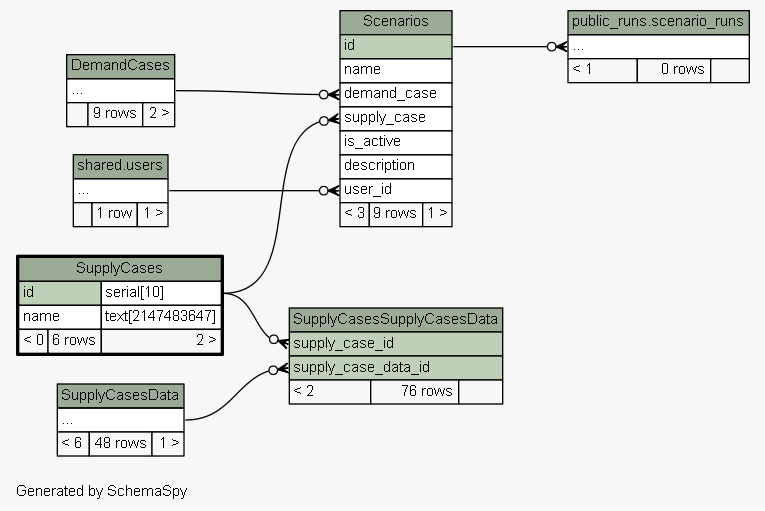 Scenarios
id
name
demand_case
supply_case
is_active
description
user_id
< 3 9 rows 1 >
public_runs.scenario_runs
...
< 1 0 rows
DemandCases
...
9 rows 2 >
shared.users
...
1 row 1 >
SupplyCases
id serial[10]
name text[2147483647]
< 0 6 rows 2 >
SupplyCasesSupplyCasesData
supply_case_id
supply_case_data_id
< 2 76 rows
SupplyCasesData
...
< 6 48 rows 1 >
Generated by SchemaSpy